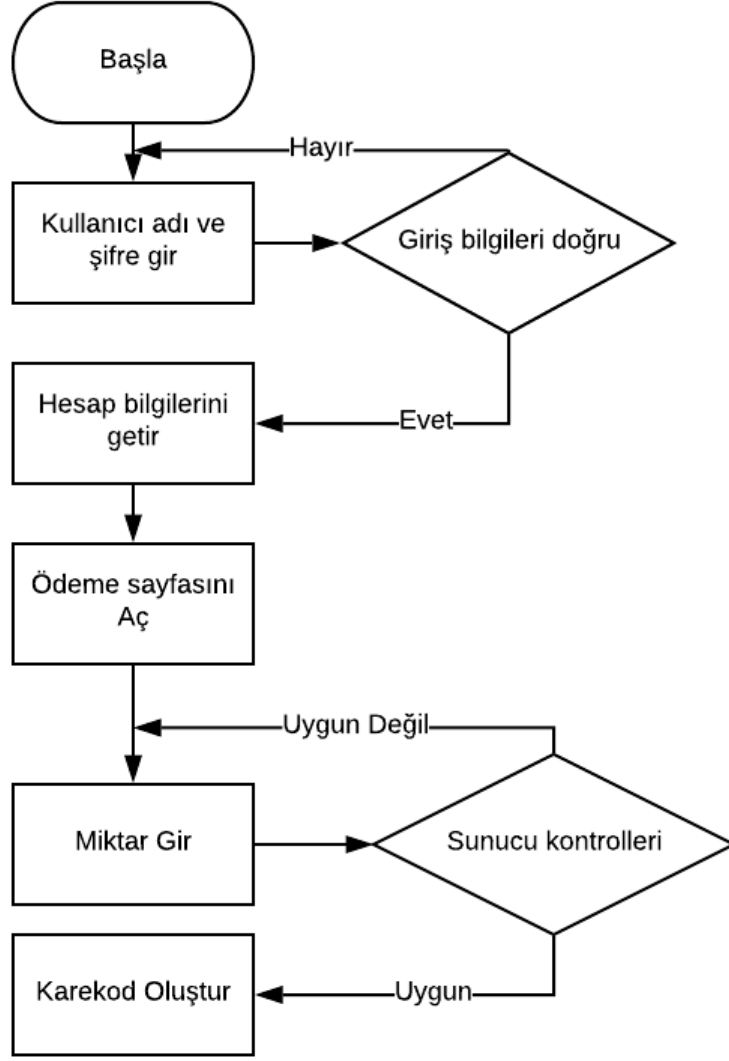 Başla
Hayır
Kullanıcı adı ve
şifre gir
Giriş bilgileri doğru
Hesap bilgilerini
getir
Evet
Ödeme sayfasını
Aç
Uygun Değil
Miktar Gir
Sunucu kontrolleri
Karekod Oluştur
Uygun